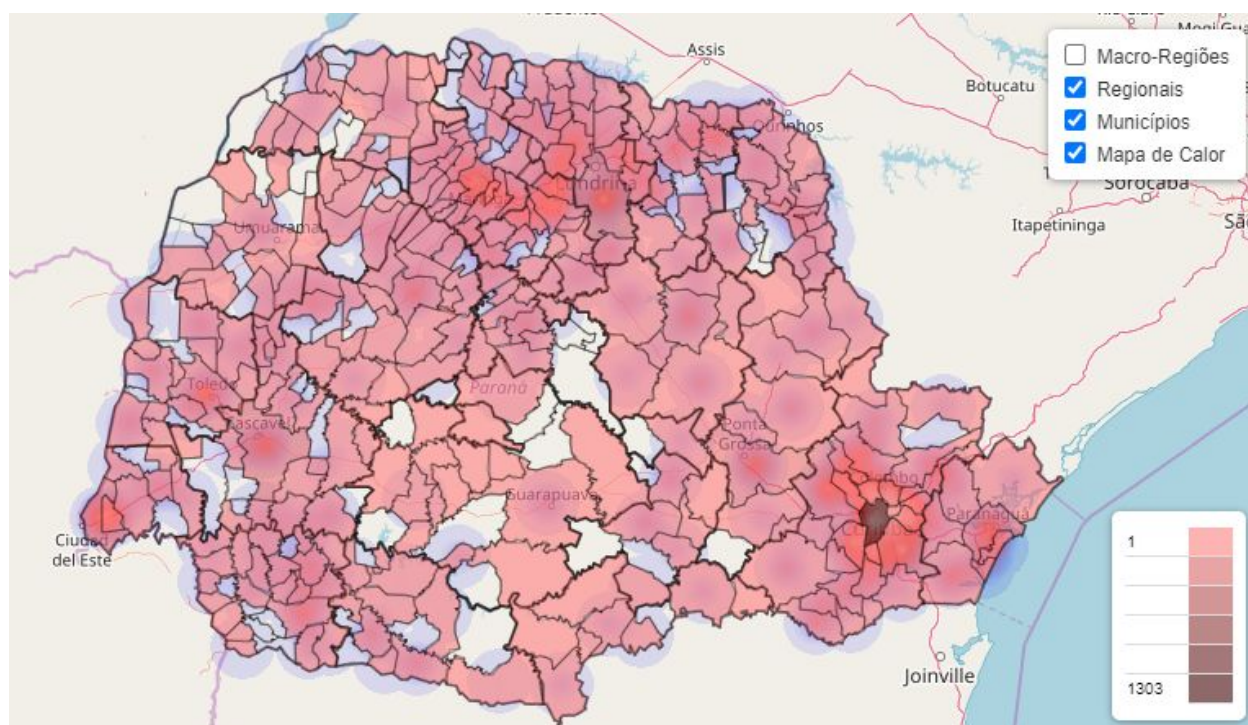 Assis
Botucatu
Ourinhos
Itapetininga
Sorocaba
Macro-Regiões
Regionais
Municípios
Mapa de Calor
Londrina
Umuarama
Toledo
Paraná
Cascavel
Ponta
Grossa
Guarapuava
Paranaguá
Ciudad
del Este
Joinville
1
1303